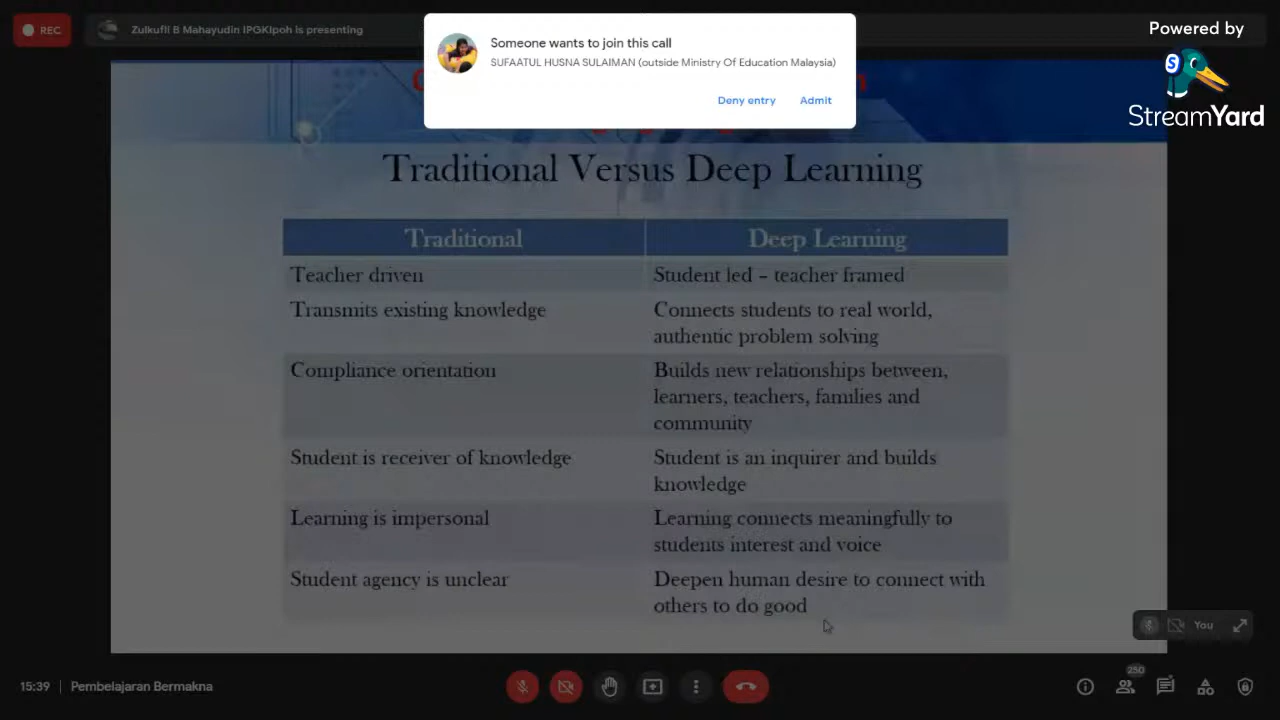 REC
Zulkufli B Mahayudin IPGKIpoh is presenting
Someone wants to join this call
SUFAATUL HUSNA SULAIMAN (outside Ministry Of Education Malaysia)
Deny entry Admit
Powered by
S
StreamYard
Traditional Versus Deep Learning
Traditional Deep Learning
Teacher driven Student led – teacher framed
Transmits existing knowledge Connects students to real world,
authentic problem solving
Compliance orientation Builds new relationships between,
learners, teachers, families and
community
Student is receiver of knowledge Student is an inquirer and builds
knowledge
Learning is impersonal Learning connects meaningfully to
students interest and voice
Student agency is unclear Deepen human desire to connect with
others to do good
You
250
15:39 Pembelajaran Bermakna